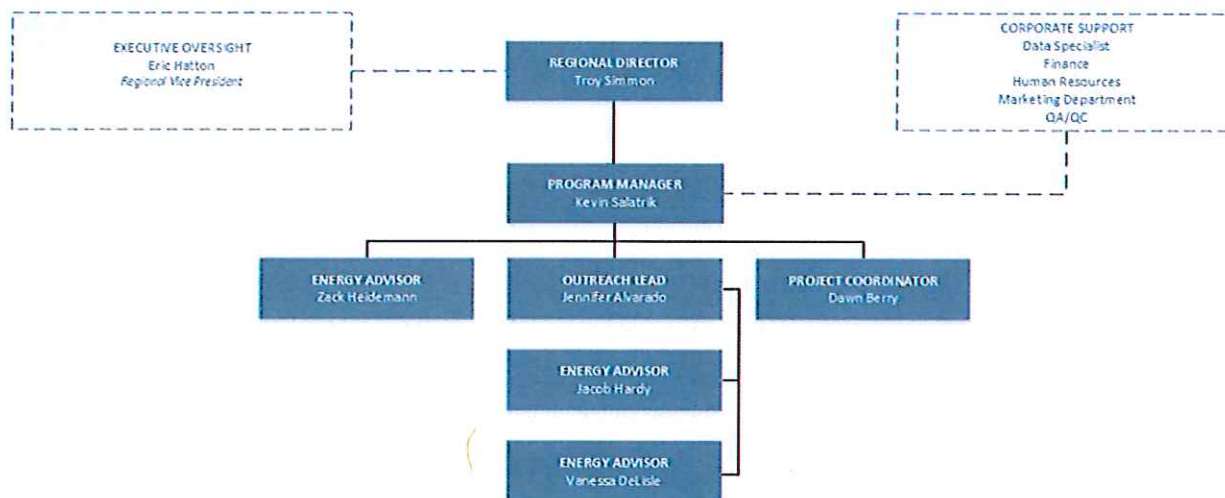 EXECUTIVE OVERSIGHT
Eric Hatton
Regional Vice President
REGIONAL DIRECTOR
Troy Simmon
CORPORATE SUPPORT
Data Specialist
Finance
Human Resources
Marketing Department
QA/QC
PROGRAM MANAGER
Kevin Salatrik
ENERGY ADVISOR
Zack Heidemann
OUTREACH LEAD
Jennifer Alvarado
PROJECT COORDINATOR
Dawn Berry
ENERGY ADVISOR
Jacob Hardy
ENERGY ADVISOR
Vanessa DeLisle